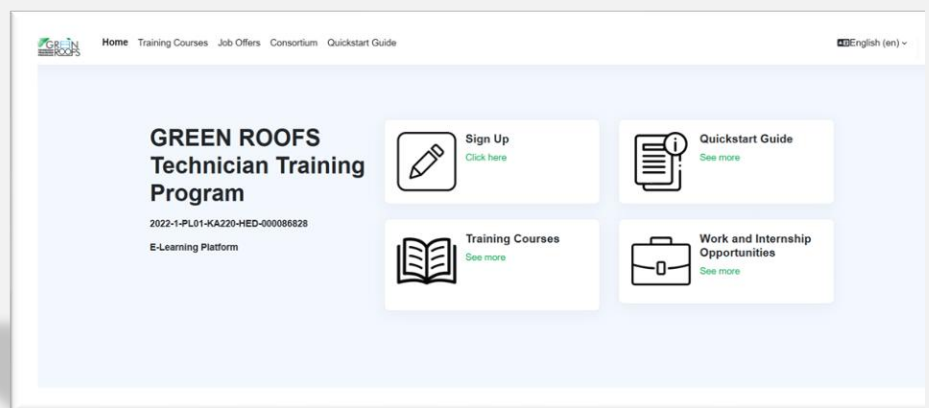 GREEN
ROOFS
Home Training Courses Job Offers Consortium Quickstart Guide
English (en)
GREEN ROOFS
Technician Training
Program
2022-1-PL01-KA220-HED-000086828
E-Learning Platform
Sign Up
Click here
Quickstart Guide
See more
Training Courses
See more
Work and Internship
Opportunities
See more